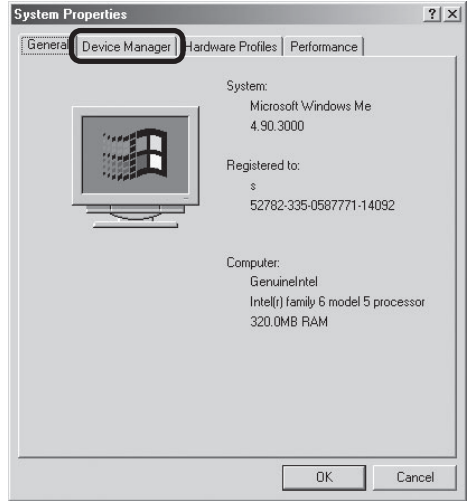 System Properties
General Device Manager Hardware Profiles Performance
System:
Microsoft Windows Me
4.90.3000
Registered to:
s
52782-335-0587771-14092
Computer:
GenuineIntel
Intel(r) family 6 model 5 processor
320.0MB RAM
OK Cancel